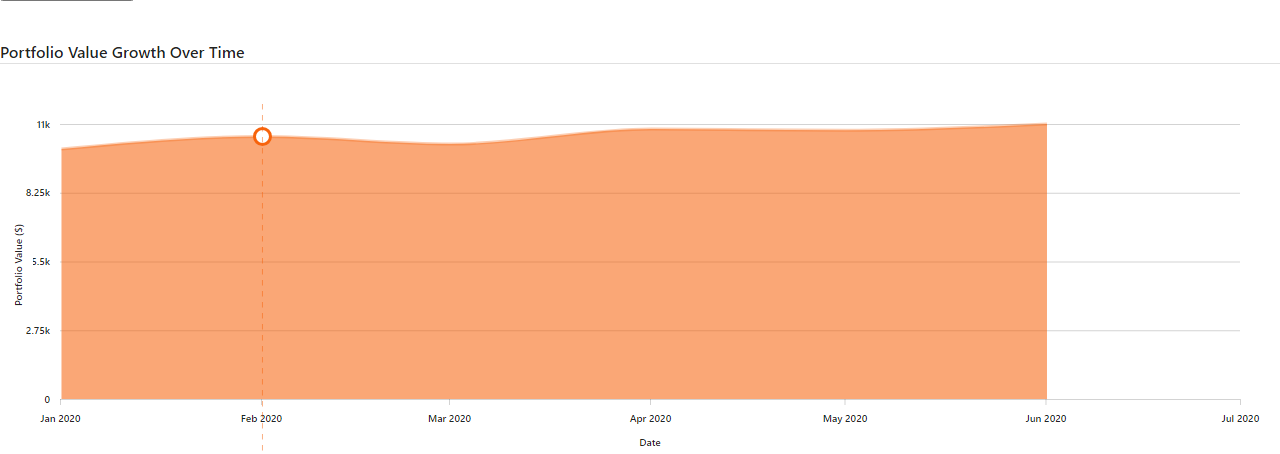 Portfolio Value Growth Over Time
11k
8.25k
5.5k
2.75k
0
Portfolio Value ($)
Jan 2020 Feb 2020 Mar 2020 Apr 2020 May 2020 Jun 2020 Jul 2020
Date